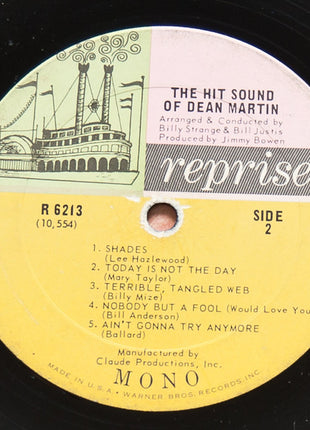 THE HIT SOUND
OF DEAN MARTIN
Arranged & Conducted by
Billy Strange & Bill Justis
Produced by Jimmy Bowen
reprise
R 6213
(10,554)
SIDE
2
1. SHADES
(Lee Hazlewood)
2. TODAY IS NOT THE DAY
(Mary Taylor)
3. TERRIBLE, TANGLED WEB
(Billy Mize)
4. NOBODY BUT A FOOL (Would Love You
(Bill Anderson)
5. AIN'T GONNA TRY ANYMORE
(Ballard)
Manufactured by
Claude Productions, Inc.
MONO
MADE IN U.S.A. • WARNER BROS. RECORDS INC.